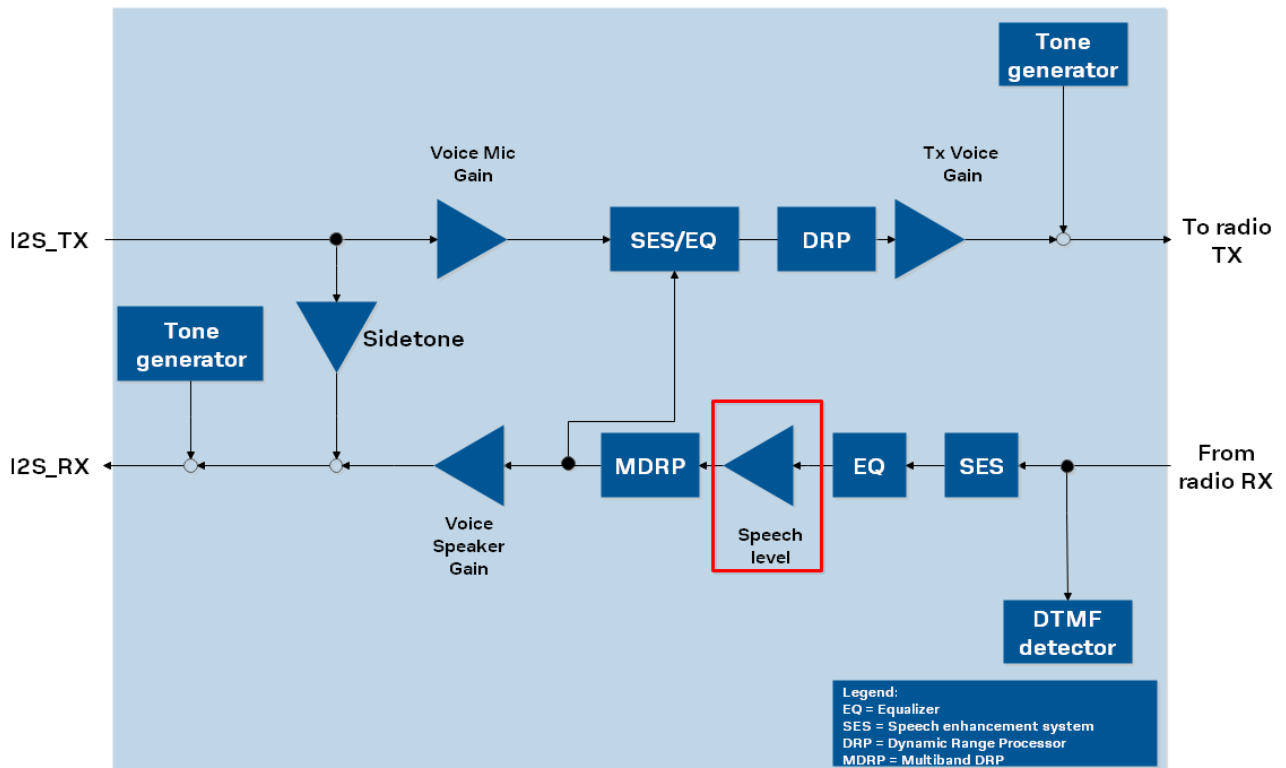 Tone
generator
Voice Mic
Gain
Tx Voice
Gain
I2S_TX
SES/EQ
DRP
To radio
TX
Tone
generator
Sidetone
I2S_RX
MDRP
EQ
SES
From
radio RX
Voice
Speaker
Gain
Speech
level
DTMF
detector
Legend:
EQ = Equalizer
SES = Speech enhancement system
DRP = Dynamic Range Processor
MDRP = Multiband DRP